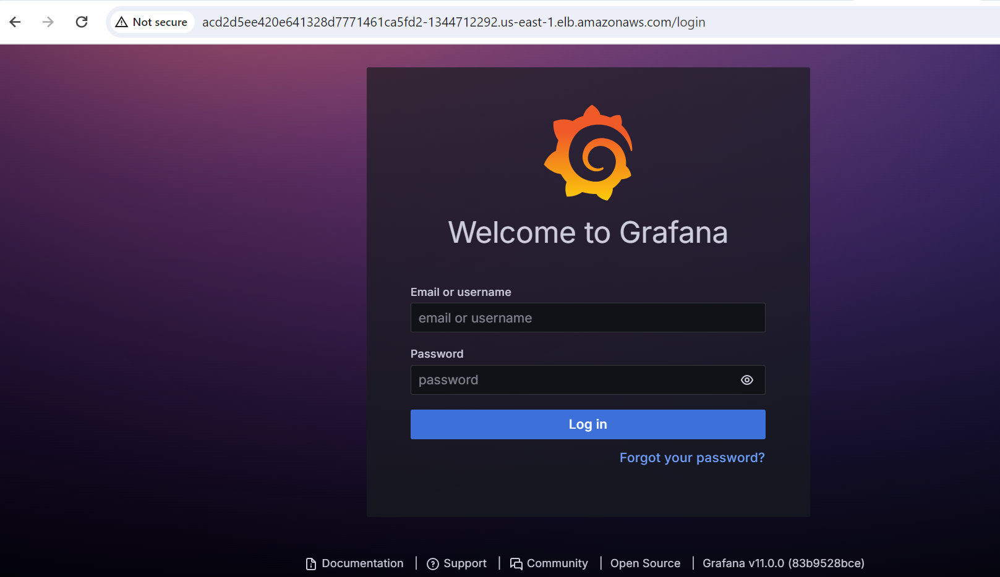 Not secure acd2d5ee420e641328d7771461ca5fd2-1344712292.us-east-1.elb.amazonaws.com/login
Welcome to Grafana
Email or username
email or username
Password
password
Log in
Forgot your password?
Documentation | Support | Community | Open Source | Grafana v11.0.0 (83b9528bce)